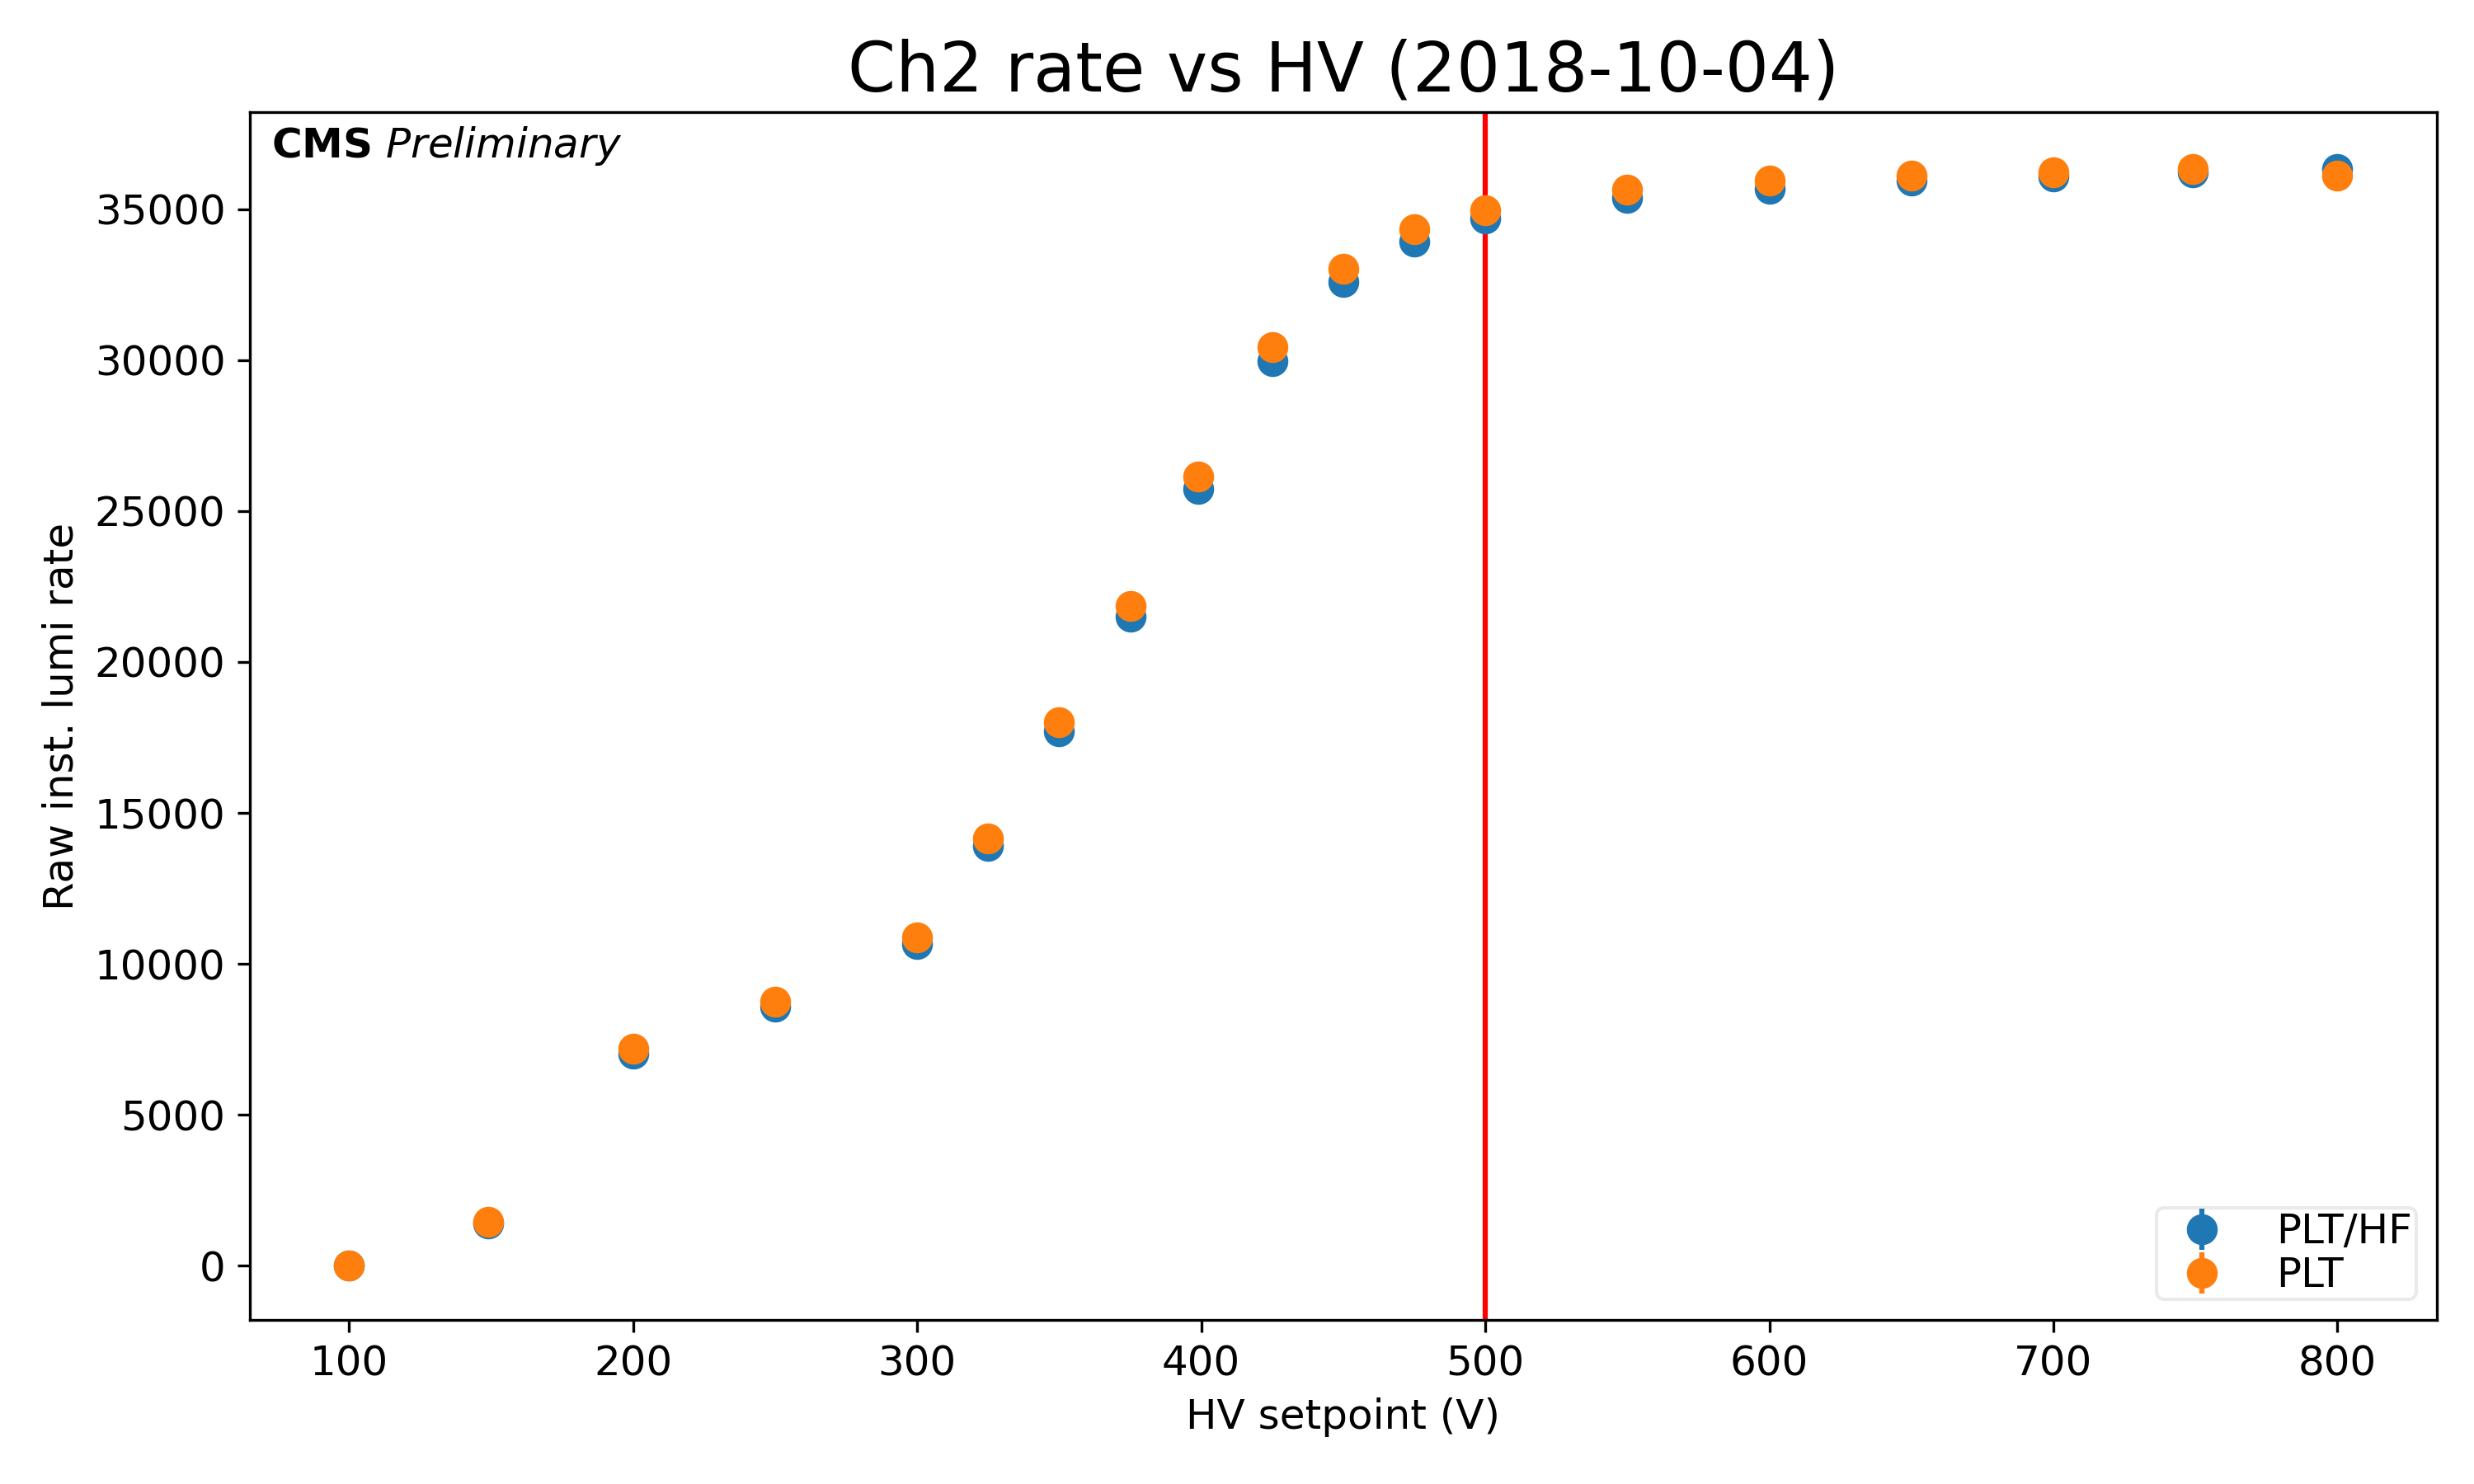 Ch2 rate vs HV (2018-10-04)
CMS Preliminary
35000
30000
25000
20000
15000
10000
5000
0
Raw inst. lumi rate
PLT/HF
PLT
100 200 300 400 500 600 700 800
HV setpoint (V)